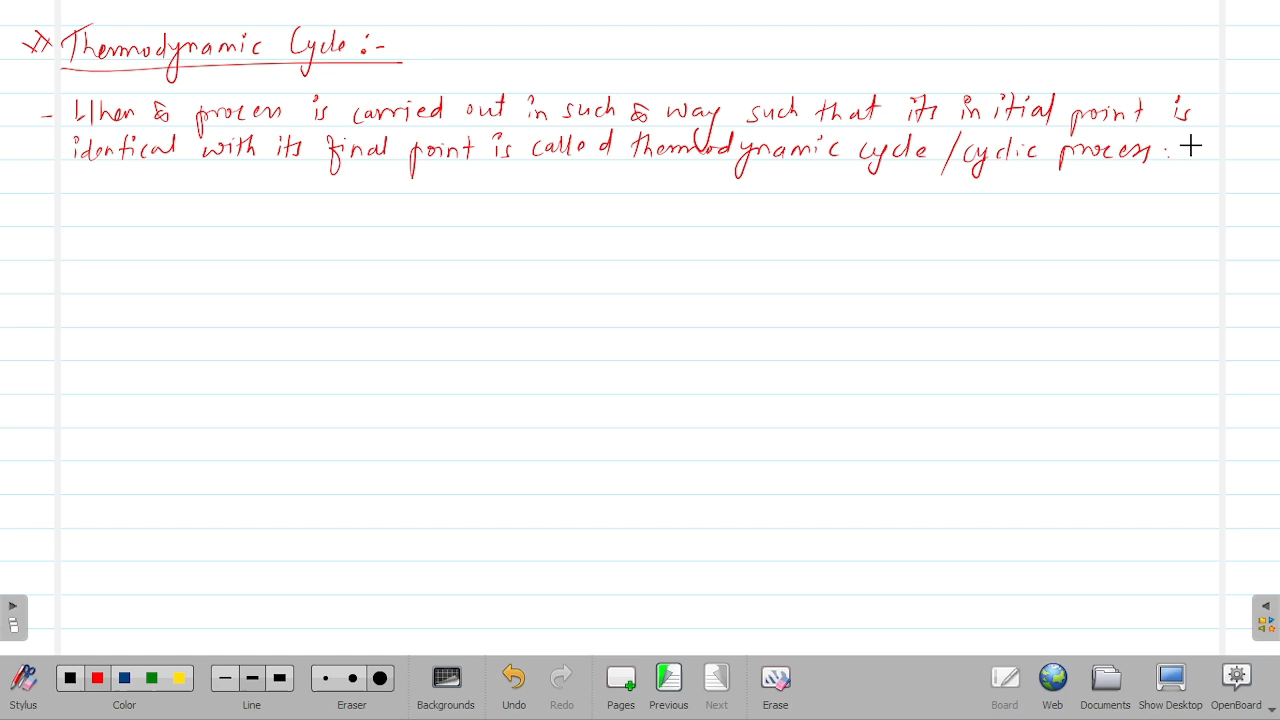 Thermodynamic Cycle :-
- When a process is carried out in such a way such that its initial point is
identical with its final point is called thermodynamic cycle / cyclic process.
Stylus
Color
Line
Eraser
Backgrounds
Undo
Redo
Pages
Previous
Next
Erase
Board
Web
Documents
Show Desktop
OpenBoard